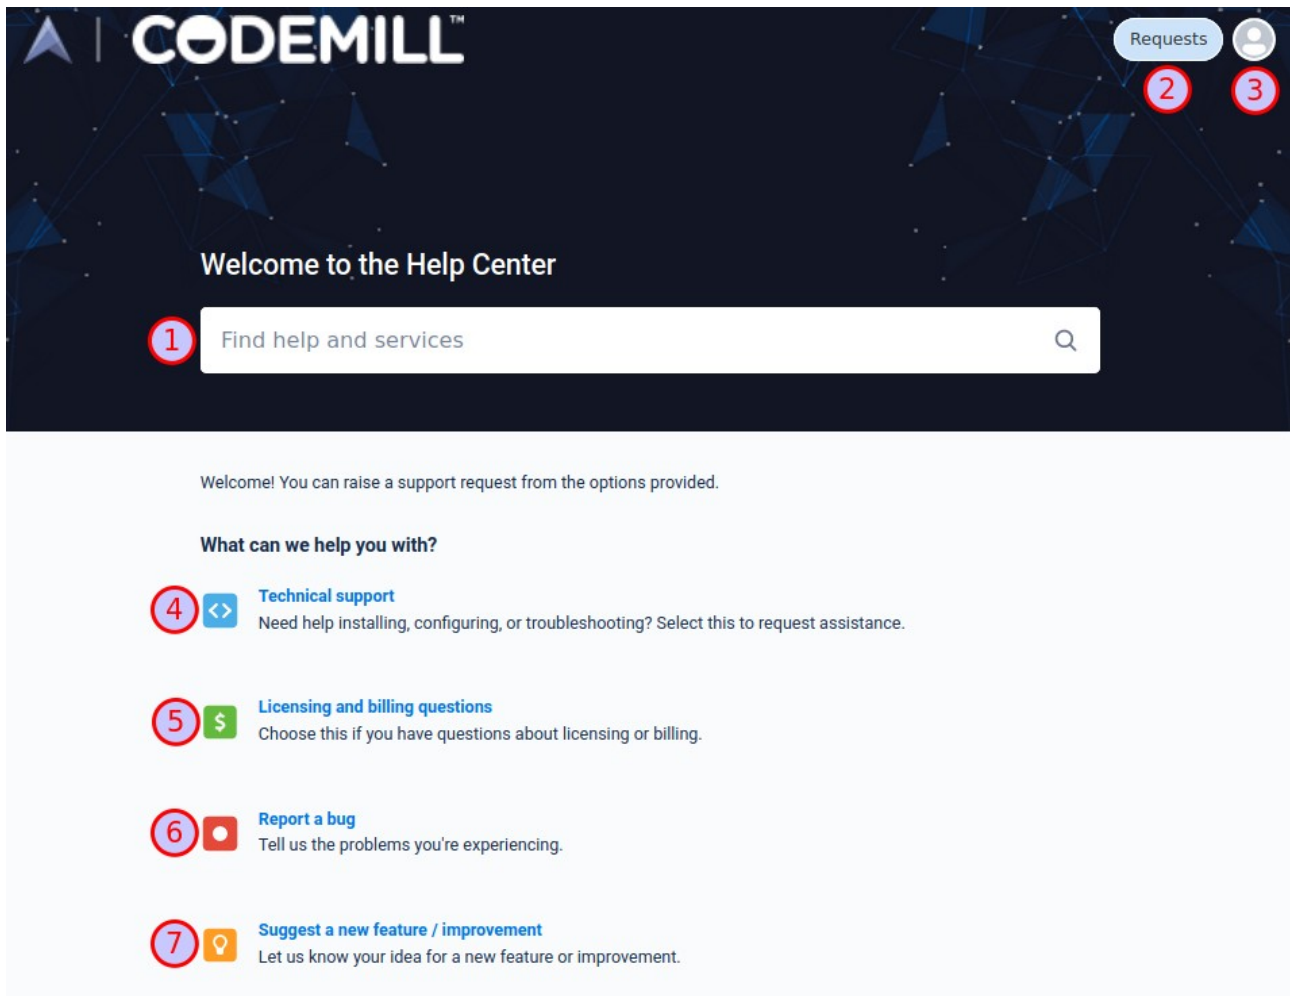 CODEMILL™
Requests
2
3
Welcome to the Help Center
1
Find help and services
Welcome! You can raise a support request from the options provided.
What can we help you with?
4
Technical support
Need help installing, configuring, or troubleshooting? Select this to request assistance.
5
$
Licensing and billing questions
Choose this if you have questions about licensing or billing.
6
Report a bug
Tell us the problems you're experiencing.
7
Suggest a new feature / improvement
Let us know your idea for a new feature or improvement.